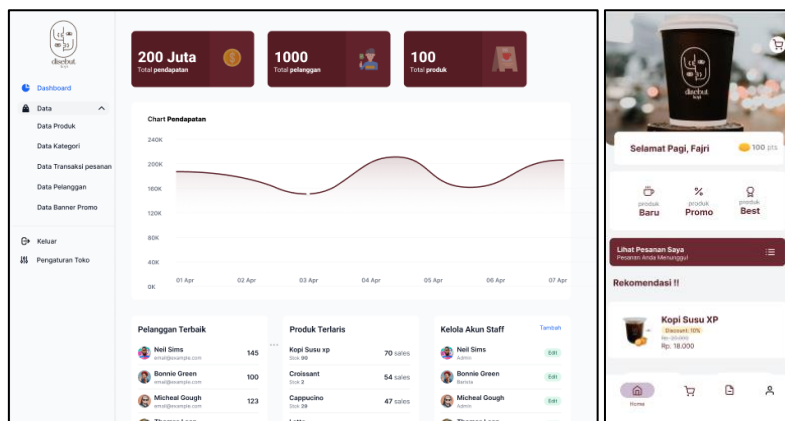 disebut
kopi
Dashboard
Data
Data Produk
Data Kategori
Data Transaksi pesanan
Data Pelanggan
Data Banner Promo
Keluar
Pengaturan Toko
200 Juta
Total pendapatan
1000
Total pelanggan
100
Total produk
Chart Pendapatan
240K
200K
160K
120K
80K
40K
0K
01 Apr
02 Apr
03 Apr
04 Apr
05 Apr
06 Apr
07 Apr
Pelanggan Terbaik
Neil Sims
email@example.com
145
Bonnie Green
email@example.com
100
Micheal Gough
email@example.com
123
Produk Terlaris
Kopi Susu xp
Stok 90
70 sales
Croissant
Stok 2
54 sales
Cappucino
Stok 28
47 sales
Kelola Akun Staff
Tambah
Neil Sims
Admin
Edit
Bonnie Green
Barista
Edit
Micheal Gough
Admin
Edit
disebut
kopi
Selamat Pagi, Fajri
100 pts
produk
Baru
produk
Promo
produk
Best
Lihat Pesanan Saya
Pesanan Anda Menunggu!
Rekomendasi !!
Kopi Susu XP
Discount: 10%
Rp. 20.000
Rp. 18.000
Home